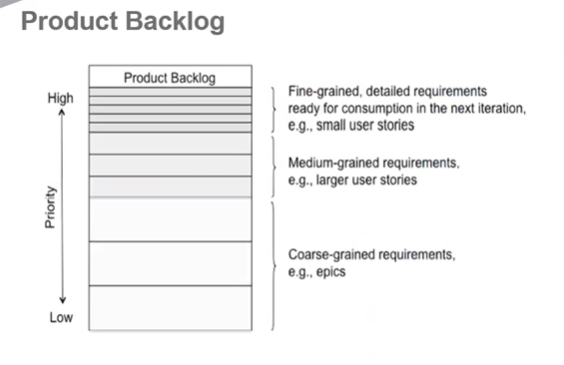 Product Backlog
Product Backlog
High
Fine-grained, detailed requirements
ready for consumption in the next iteration,
e.g., small user stories
Medium-grained requirements,
e.g., larger user stories
Priority
Coarse-grained requirements,
e.g., epics
Low